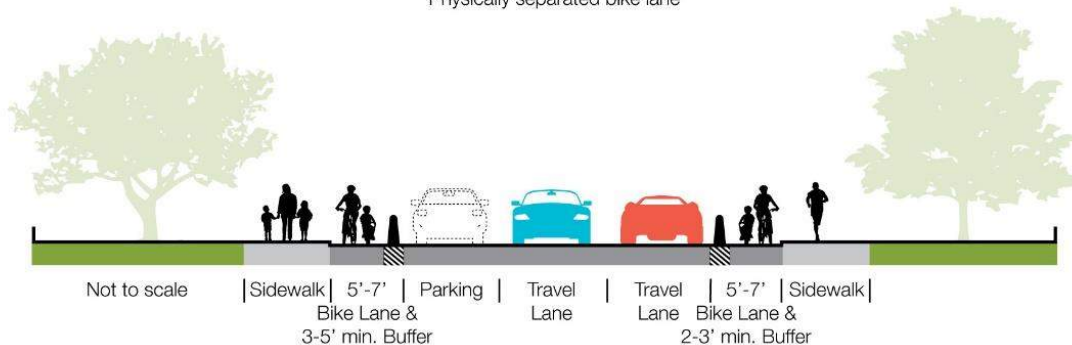 Physically separated bike lane
Not to scale | Sidewalk | 5'-7' | Parking | Travel | Travel | 5'-7' | Sidewalk |
Bike Lane & Lane Lane Bike Lane &
3-5' min. Buffer 2-3' min. Buffer